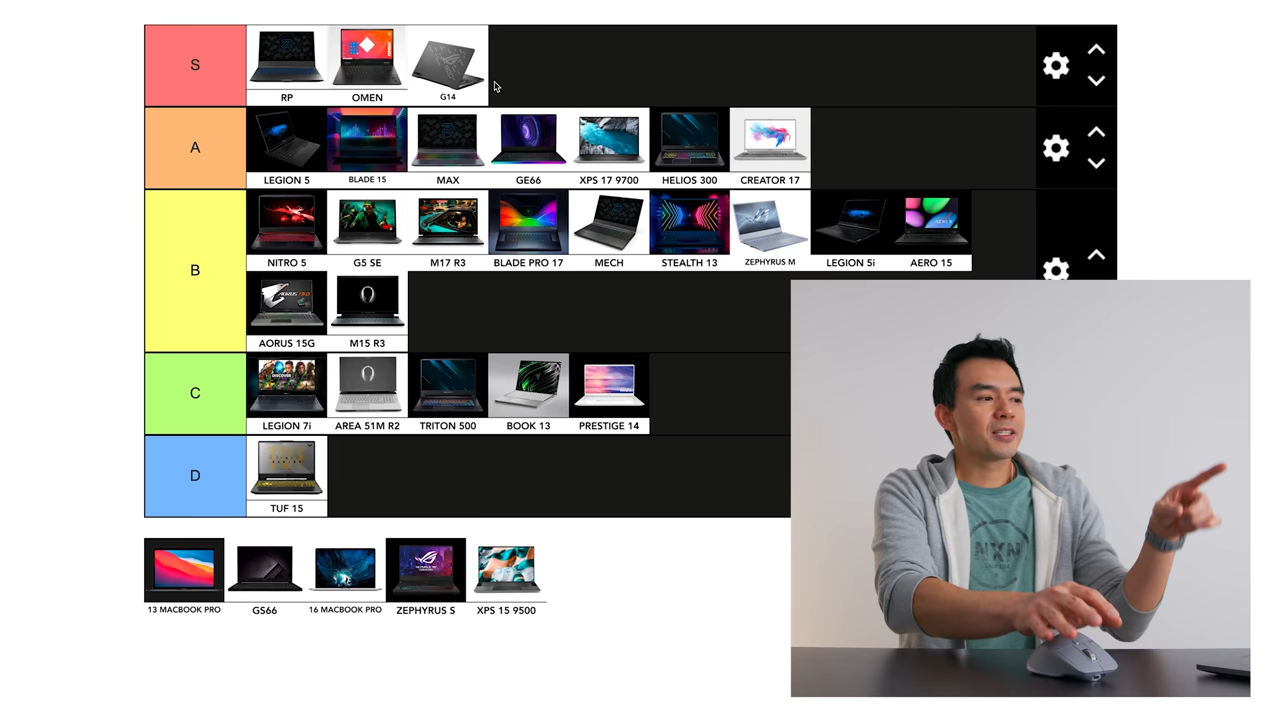 S
RP OMEN G14
A
LEGION 5 BLADE 15 MAX GE66 XPS 17 9700 HELIOS 300 CREATOR 17
B
NITRO 5 G5 SE M17 R3 BLADE PRO 17 MECH STEALTH 13 ZEPHYRUS M LEGION 5i AERO 15
AORUS 15G M15 R3
C
DISCOVER
LEGION 7i AREA 51M R2 TRITON 500 BOOK 13 PRESTIGE 14
D
TUF 15
13 MACBOOK PRO GS66 16 MACBOOK PRO ZEPHYRUS S XPS 15 9500
NXN